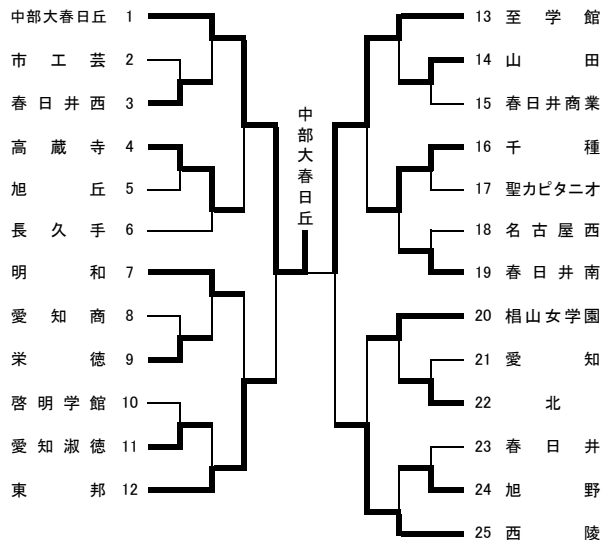 中部大春日丘 1
市工芸 2
春日井西 3
高蔵寺 4
旭丘 5
長久手 6
明和 7
愛知商 8
栄徳 9
啓明学館 10
愛知淑徳 11
東邦 12
中部大春日丘
13 至学館
14 山田
15 春日井商業
16 千種
17 聖カピタニオ
18 名古屋西
19 春日井南
20 椙山女学園
21 愛知
22 北
23 春日井
24 旭野
25 西陵